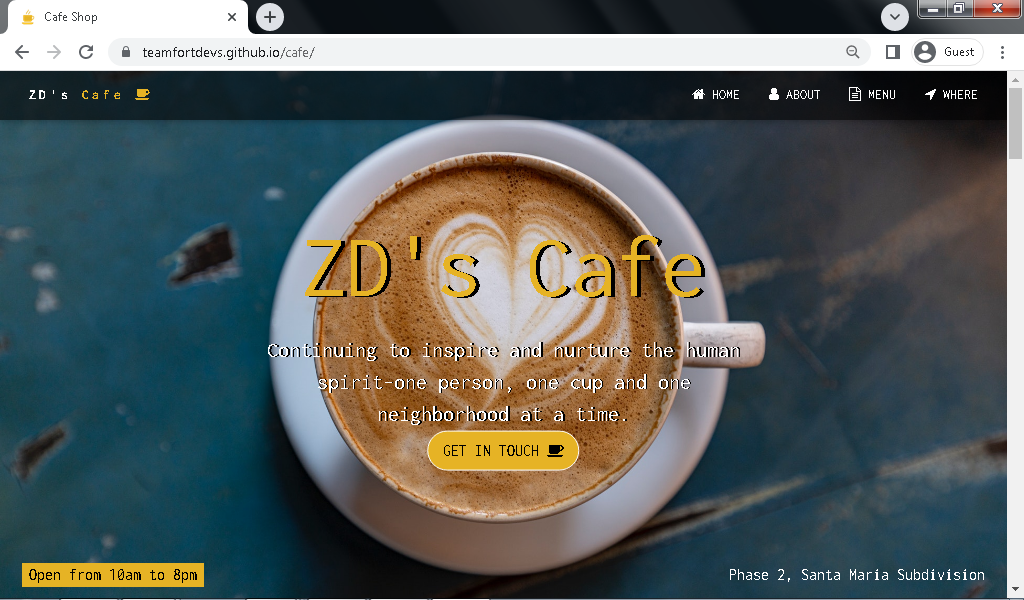 Cafe Shop
teamfortdevs.github.io/cafe/
Guest
ZD's Cafe
HOME
ABOUT
MENU
WHERE
ZD's Cafe
Continuing to inspire and nurture the human
spirit-one person, one cup and one
neighborhood at a time.
GET IN TOUCH
Open from 10am to 8pm
Phase 2, Santa Maria Subdivision